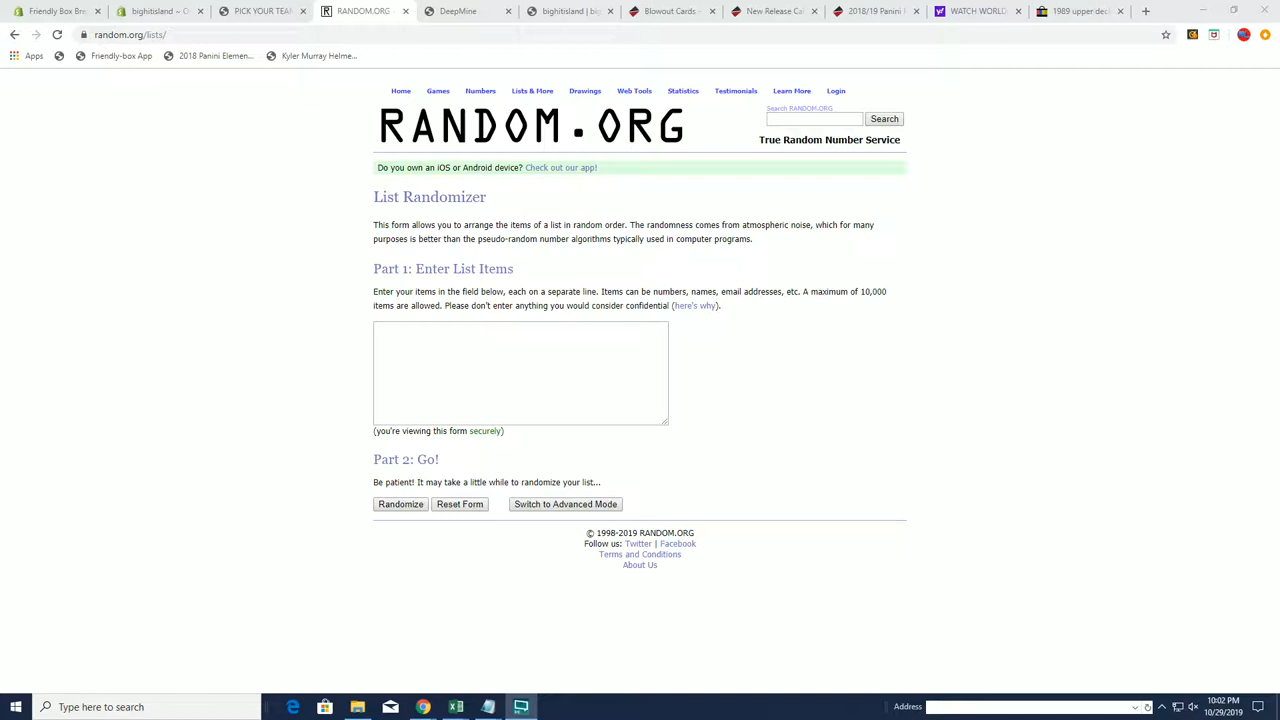 Friendly Box Bre
bighitisland – O
PICK YOUR TEA
RANDOM.ORG -
DeepMine
bighitisland | big
Blowout Cards -
New Release Ca
2018/19 Panini
WATCH WORLD
1989 upper deck
random.org/lists/
Apps
Friendly-box App
2018 Panini Elemen...
Kyler Murray Helme...
Home Games Numbers Lists & More Drawings Web Tools Statistics Testimonials Learn More Login
RANDOM.ORG
Search RANDOM.ORG
Search
True Random Number Service
Do you own an iOS or Android device? Check out our app!
List Randomizer
This form allows you to arrange the items of a list in random order. The randomness comes from atmospheric noise, which for many
purposes is better than the pseudo-random number algorithms typically used in computer programs.
Part 1: Enter List Items
Enter your items in the field below, each on a separate line. Items can be numbers, names, email addresses, etc. A maximum of 10,000
items are allowed. Please don't enter anything you would consider confidential (here's why).
(you're viewing this form securely)
Part 2: Go!
Be patient! It may take a little while to randomize your list...
Randomize Reset Form Switch to Advanced Mode
© 1998-2019 RANDOM.ORG
Follow us: Twitter | Facebook
Terms and Conditions
About Us
Type here to search
Address
10:02 PM
10/29/2019